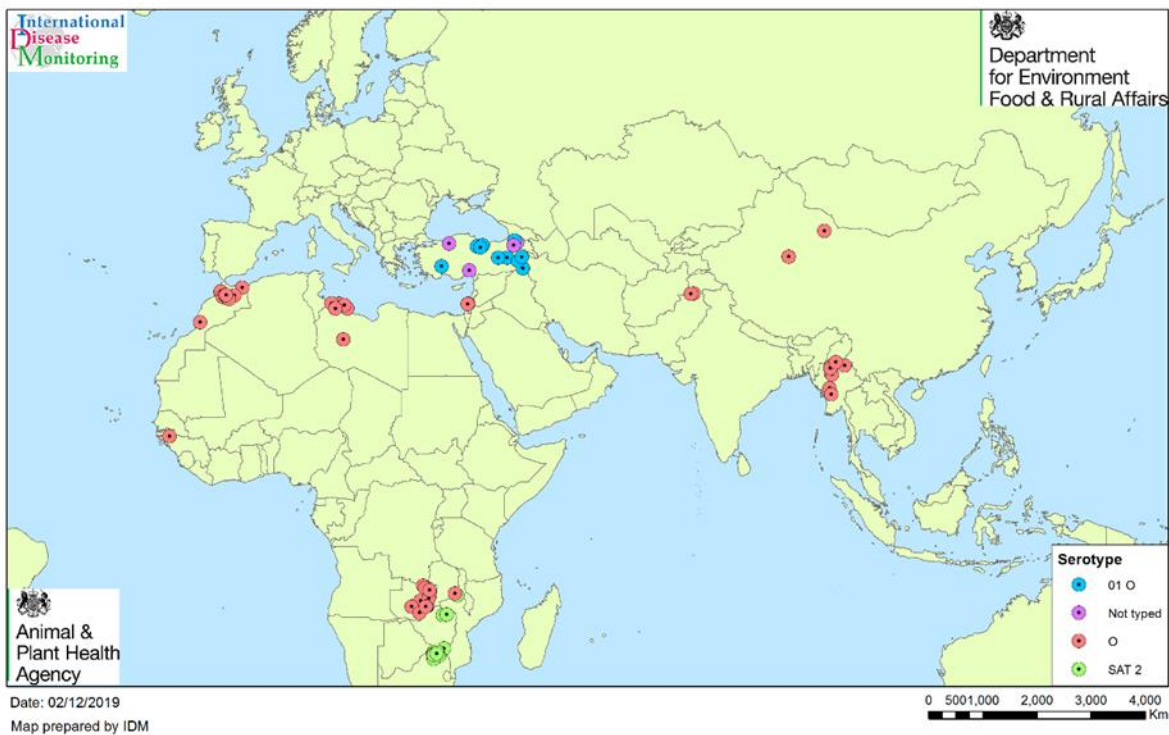 International
Disease
Monitoring
Department
for Environment
Food & Rural Affairs
Serotype
01 O
Not typed
O
SAT 2
Animal &
Plant Health
Agency
Date: 02/12/2019
Map prepared by IDM
0 5001,000 2,000 3,000 4,000
Km